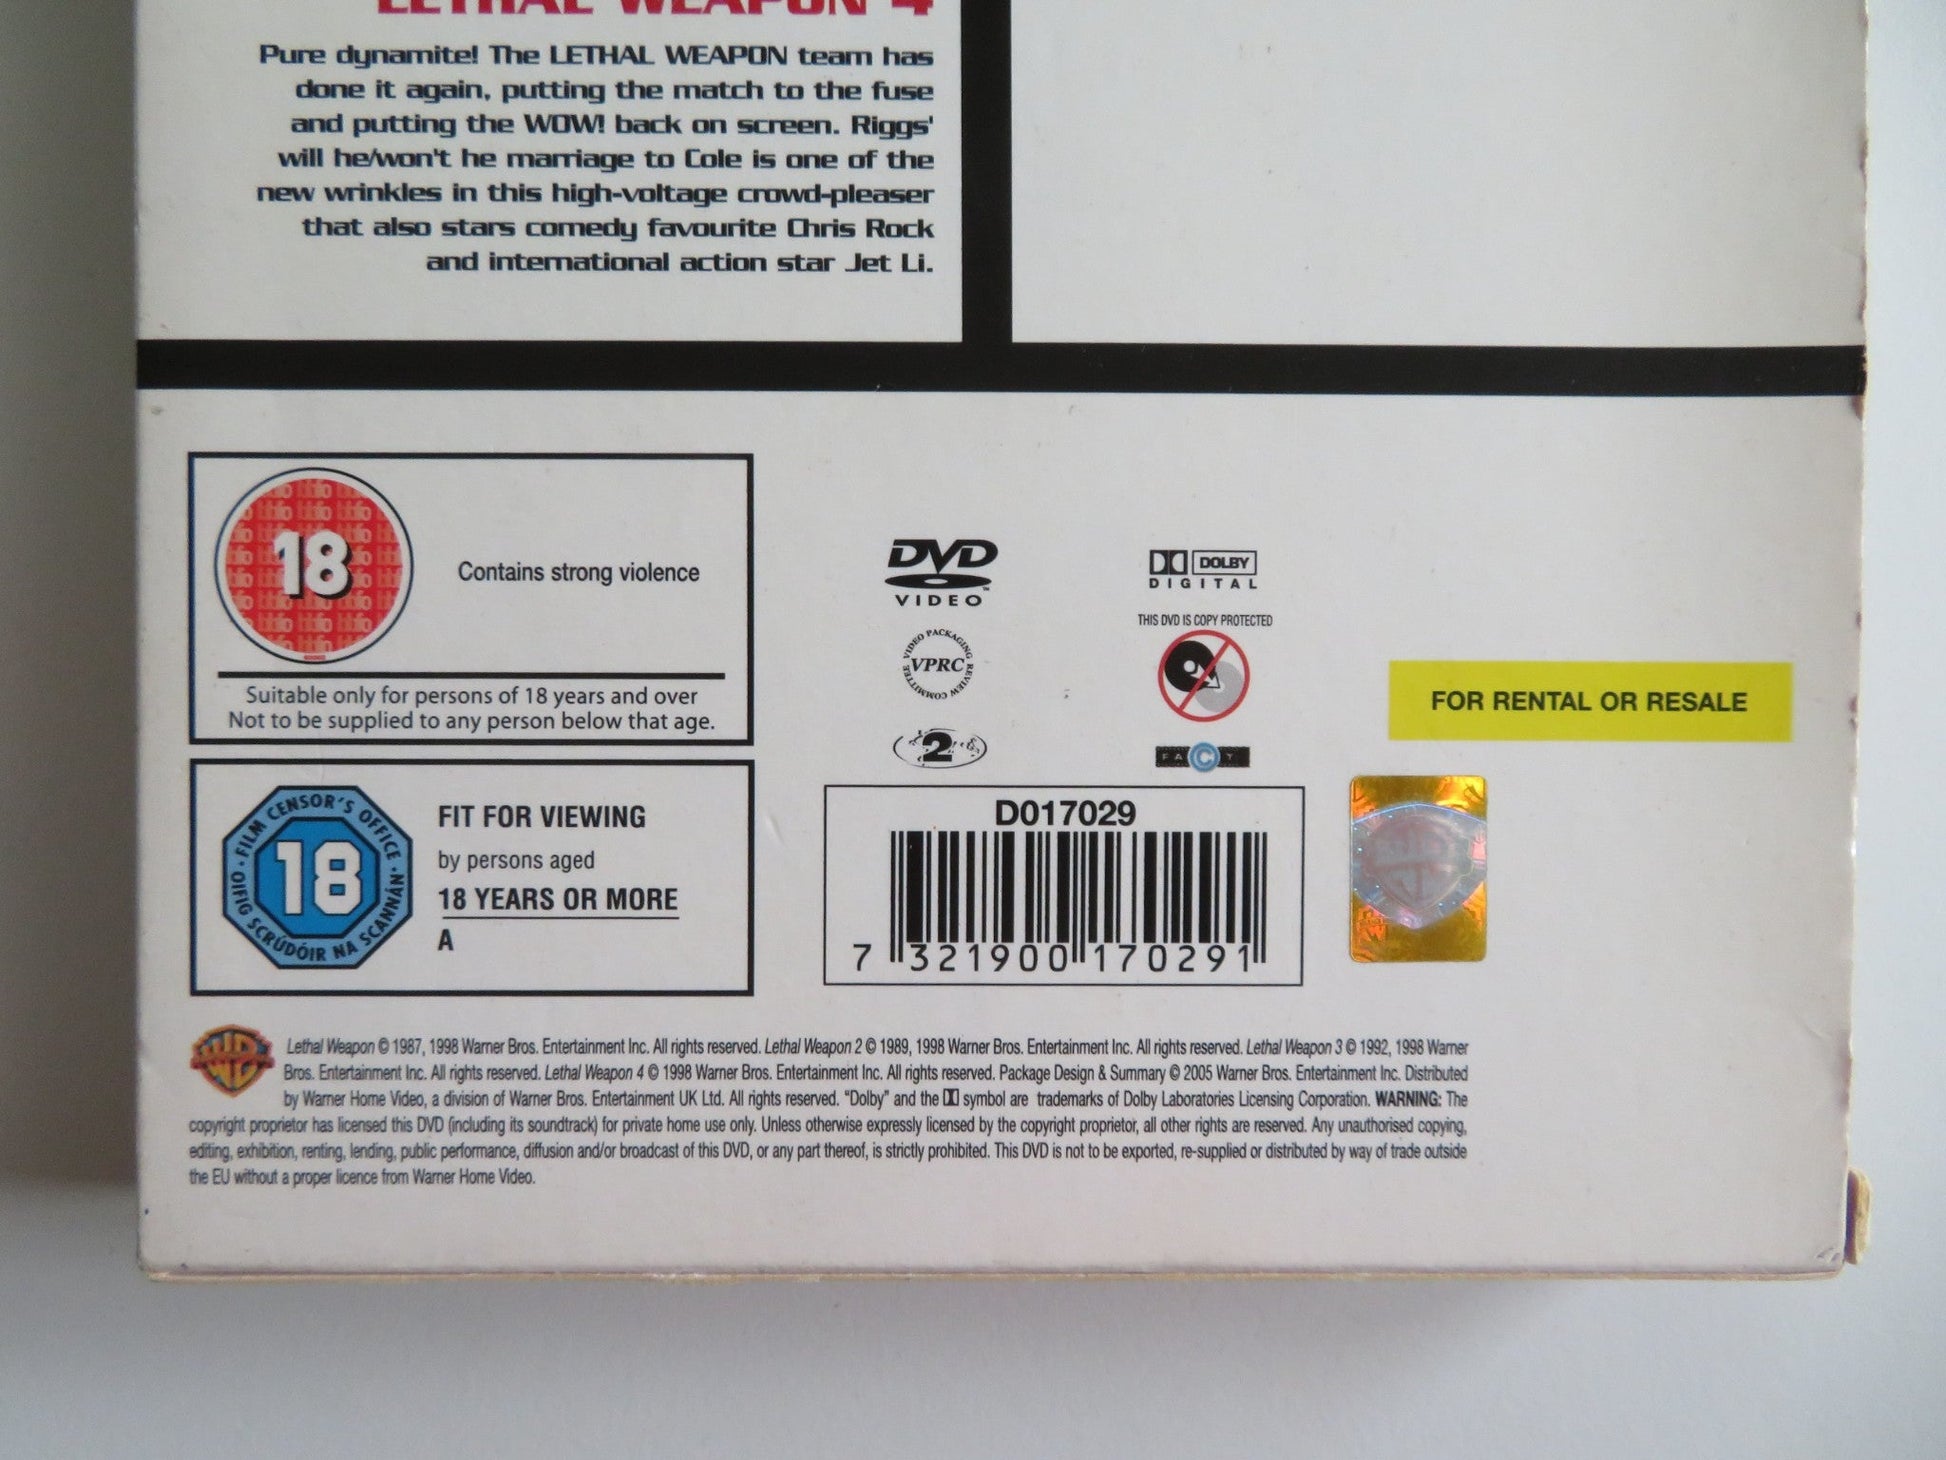 LETHAL WEAPON 4
Pure dynamite! The LETHAL WEAPON team has
done it again, putting the match to the fuse
and putting the WOW! back on screen. Riggs'
will he/won't he marriage to Cole is one of the
new wrinkles in this high-voltage crowd-pleaser
that also stars comedy favourite Chris Rock
and international action star Jet Li.
18
Contains strong violence
Suitable only for persons of 18 years and over
Not to be supplied to any person below that age.
FILM CENSOR'S OFFICE
18
OIFIG SCRÚDÓIR NA SCANNÁN
FIT FOR VIEWING
by persons aged
18 YEARS OR MORE
A
DVD
VIDEO
VIDEO PACKAGING REVIEW COMMITTEE
VPRC
2
DOLBY
DIGITAL
THIS DVD IS COPY PROTECTED
FACT
FOR RENTAL OR RESALE
D017029
7 321900 170291
Lethal Weapon © 1987, 1998 Warner Bros. Entertainment Inc. All rights reserved. Lethal Weapon 2 © 1989, 1998 Warner Bros. Entertainment Inc. All rights reserved. Lethal Weapon 3 © 1992, 1998 Warner
Bros. Entertainment Inc. All rights reserved. Lethal Weapon 4 © 1998 Warner Bros. Entertainment Inc. All rights reserved. Package Design & Summary © 2005 Warner Bros. Entertainment Inc. Distributed
by Warner Home Video, a division of Warner Bros. Entertainment UK Ltd. All rights reserved. "Dolby" and the symbol are trademarks of Dolby Laboratories Licensing Corporation. WARNING: The
copyright proprietor has licensed this DVD (including its soundtrack) for private home use only. Unless otherwise expressly licensed by the copyright proprietor, all other rights are reserved. Any unauthorised copying,
editing, exhibition, renting, lending, public performance, diffusion and/or broadcast of this DVD, or any part thereof, is strictly prohibited. This DVD is not to be exported, re-supplied or distributed by way of trade outside
the EU without a proper licence from Warner Home Video.